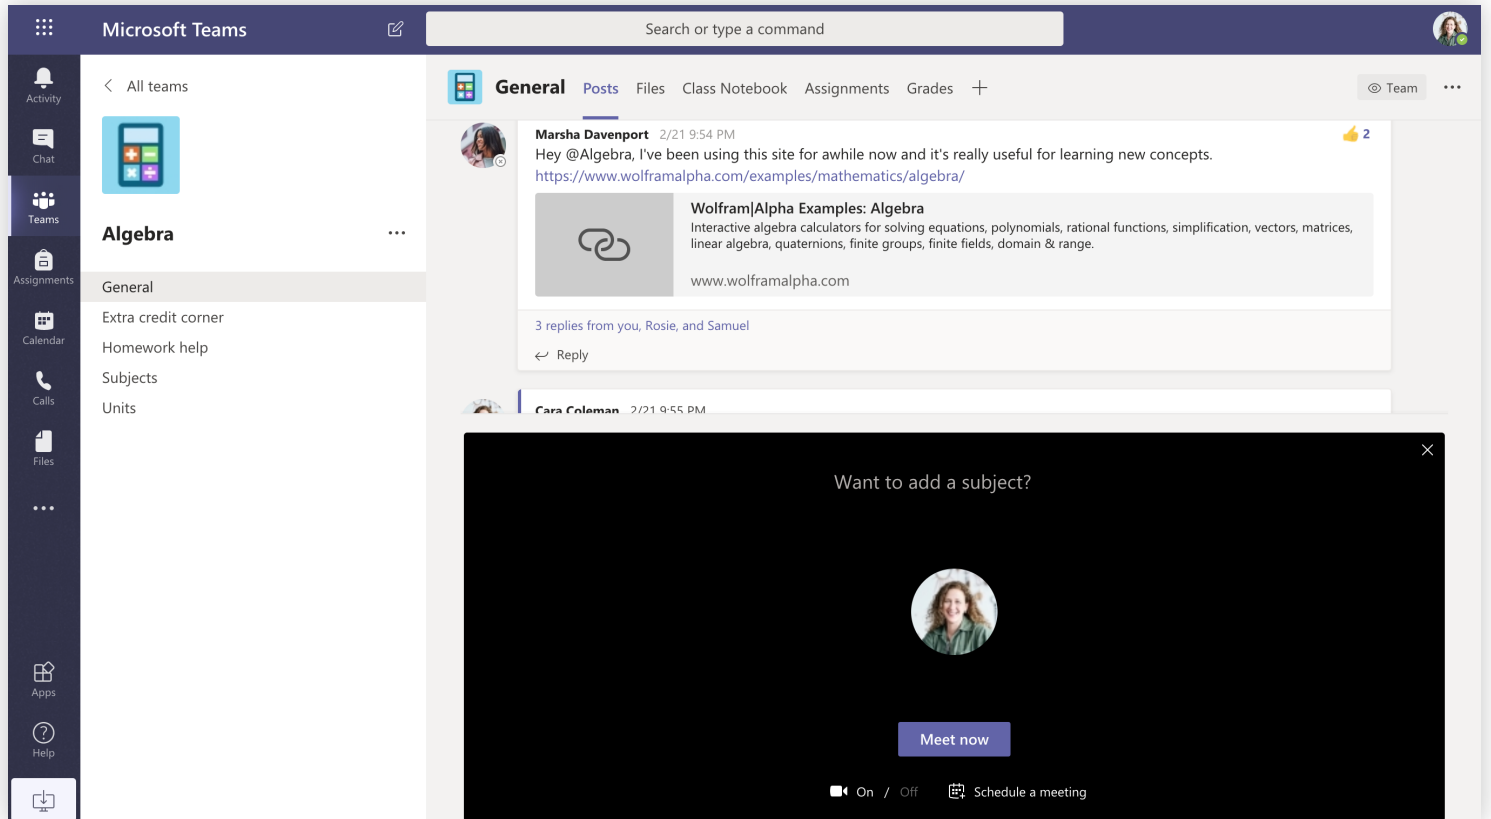 Microsoft Teams
Search or type a command
Activity
Chat
Teams
Assignments
Calendar
Calls
Files
Apps
Help
All teams
Algebra
General
Extra credit corner
Homework help
Subjects
Units
General Posts Files Class Notebook Assignments Grades
Team
Marsha Davenport 2/21 9:54 PM
2
Hey @Algebra, I've been using this site for awhile now and it's really useful for learning new concepts.
https://www.wolframalpha.com/examples/mathematics/algebra/
Wolfram|Alpha Examples: Algebra
Interactive algebra calculators for solving equations, polynomials, rational functions, simplification, vectors, matrices,
linear algebra, quaternions, finite groups, finite fields, domain & range.
www.wolframalpha.com
3 replies from you, Rosie, and Samuel
Reply
Cara Coleman 2/21 9:55 PM
Want to add a subject?
Meet now
On / Off
Schedule a meeting